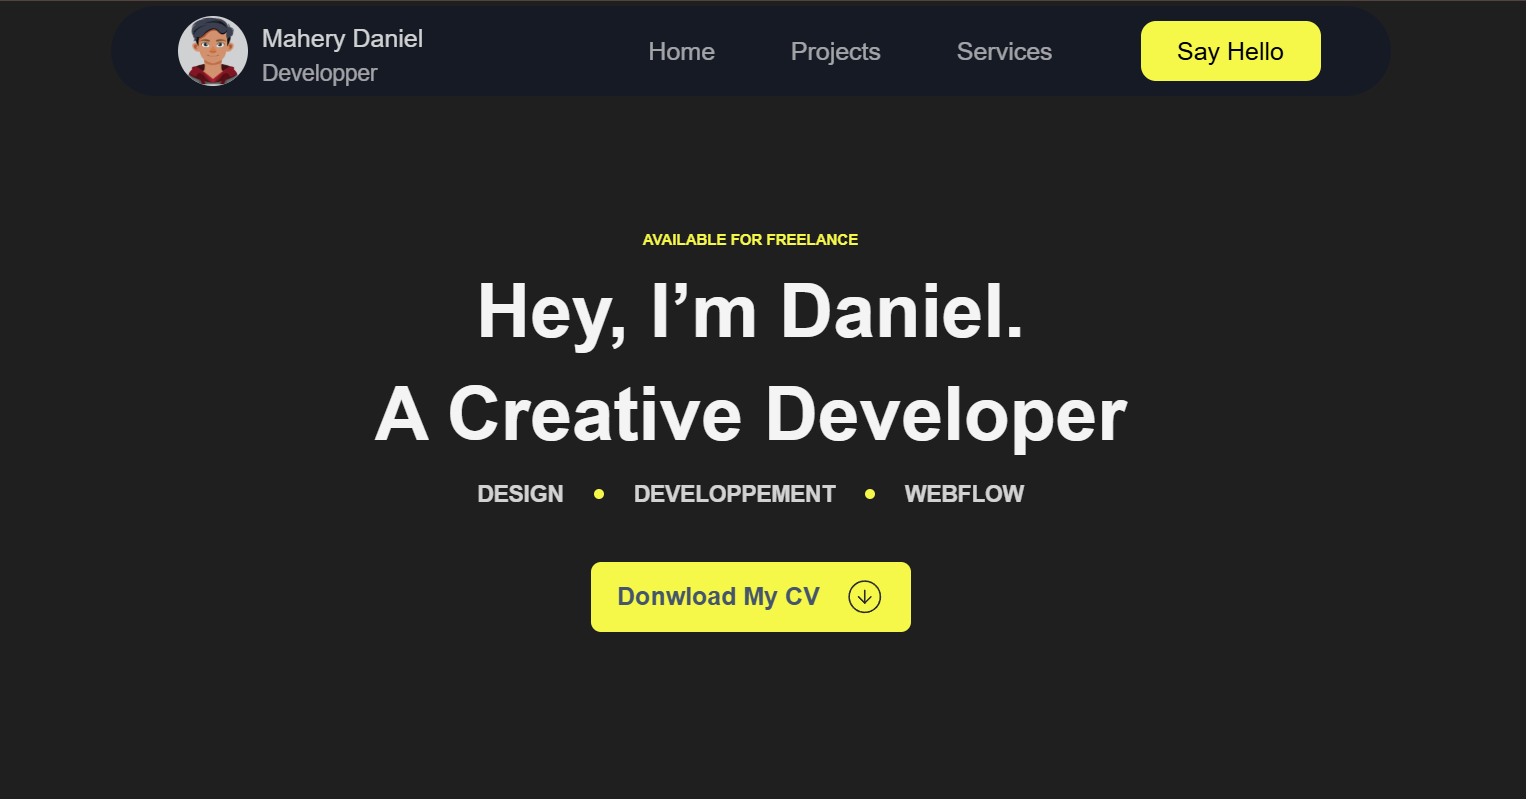 Mahery Daniel
Developper
Home Projects Services Say Hello
AVAILABLE FOR FREELANCE
Hey, I’m Daniel.
A Creative Developer
DESIGN • DEVELOPPEMENT • WEBFLOW
Donwload My CV